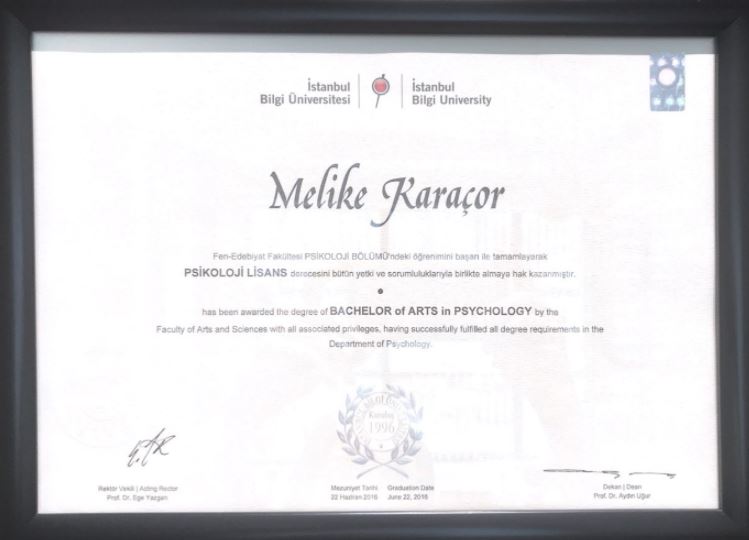 İstanbul
Bilgi Üniversitesi
İstanbul
Bilgi University
Melike Karaçor
Fen-Edebiyat Fakültesi PSİKOLOJİ BÖLÜMÜ'ndeki öğrenimini başarı ile tamamlayarak
PSİKOLOJİ LİSANS derecesini bütün yetki ve sorumluluklarıyla birlikte almaya hak kazanmıştır.
has been awarded the degree of BACHELOR of ARTS in PSYCHOLOGY by the
Faculty of Arts and Sciences with all associated privileges, having successfully fulfilled all degree requirements in the
Department of Psychology.
Kuruluş
1996
Rektör Vekili | Acting Rector
Prof. Dr. Ege Yazgan
Mezuniyet Tarihi Graduation Date
22 Haziran 2016 June 22, 2016
Dekan | Dean
Prof. Dr. Aydın Uğur